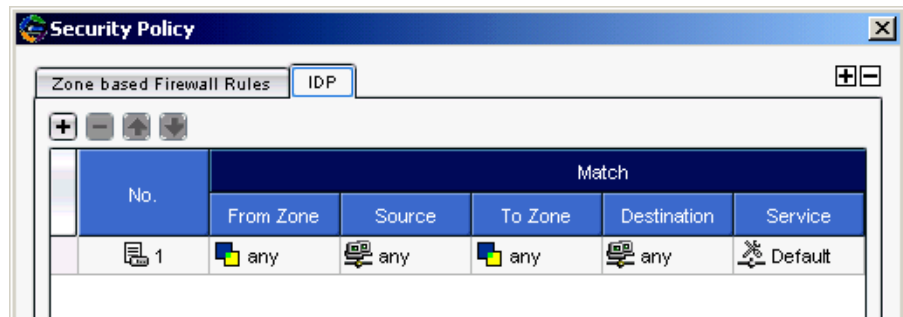 Security Policy
Zone based Firewall Rules IDP
No. Match
From Zone Source To Zone Destination Service
1 any any any any Default